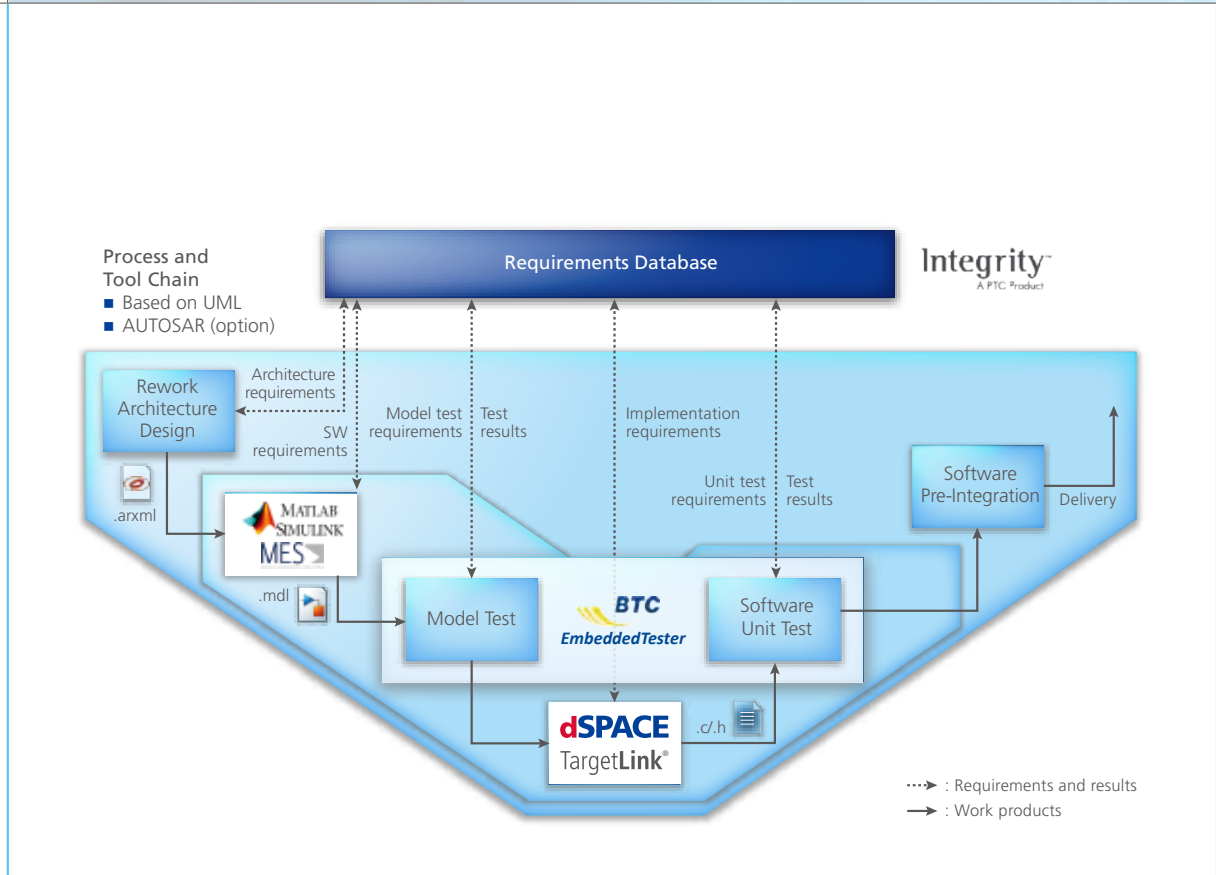 Process and
Tool Chain
Based on UML
AUTOSAR (option)
Requirements Database
Integrity™
A PTC Product
Rework
Architecture
Design
Architecture
requirements
SW
requirements
Model test
requirements
Test
results
Implementation
requirements
Unit test
requirements
Test
results
Software
Pre-Integration
Delivery
.arxml
MATLAB
SIMULINK
MES
.mdl
Model Test
BTC
EmbeddedTester
Software
Unit Test
dSPACE
TargetLink®
.c/.h
: Requirements and results
: Work products